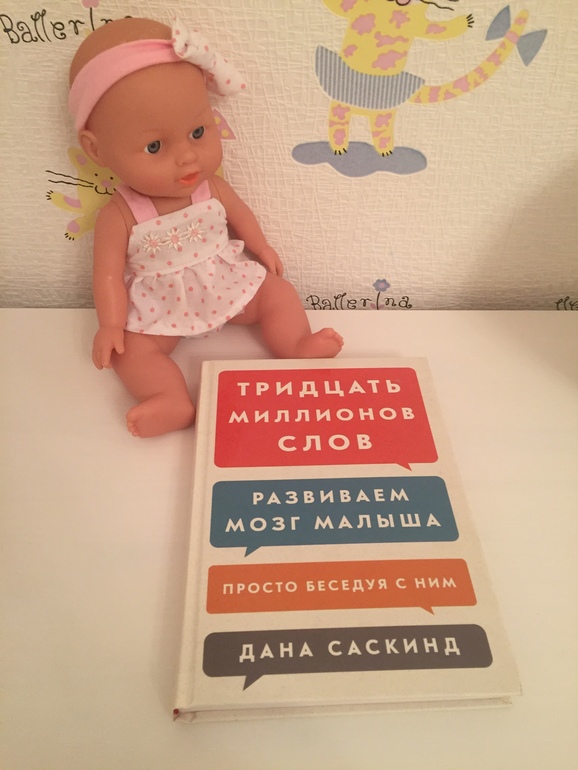 Ballerina
Ballerina
ТРИДЦАТЬ
МИЛЛИОНОВ
СЛОВ
РАЗВИВАЕМ
МОЗГ МАЛЫША
ПРОСТО БЕСЕДУЯ С НИМ
ДАНА САСКИНД